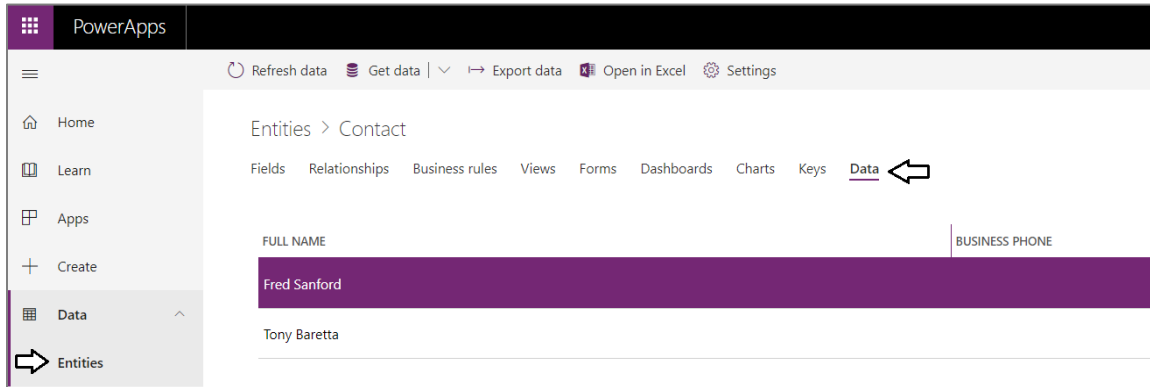 PowerApps
Refresh data Get data Export data Open in Excel Settings
Home
Learn
Apps
Create
Data
Entities
Entities > Contact
Fields Relationships Business rules Views Forms Dashboards Charts Keys Data
FULL NAME BUSINESS PHONE
Fred Sanford
Tony Baretta